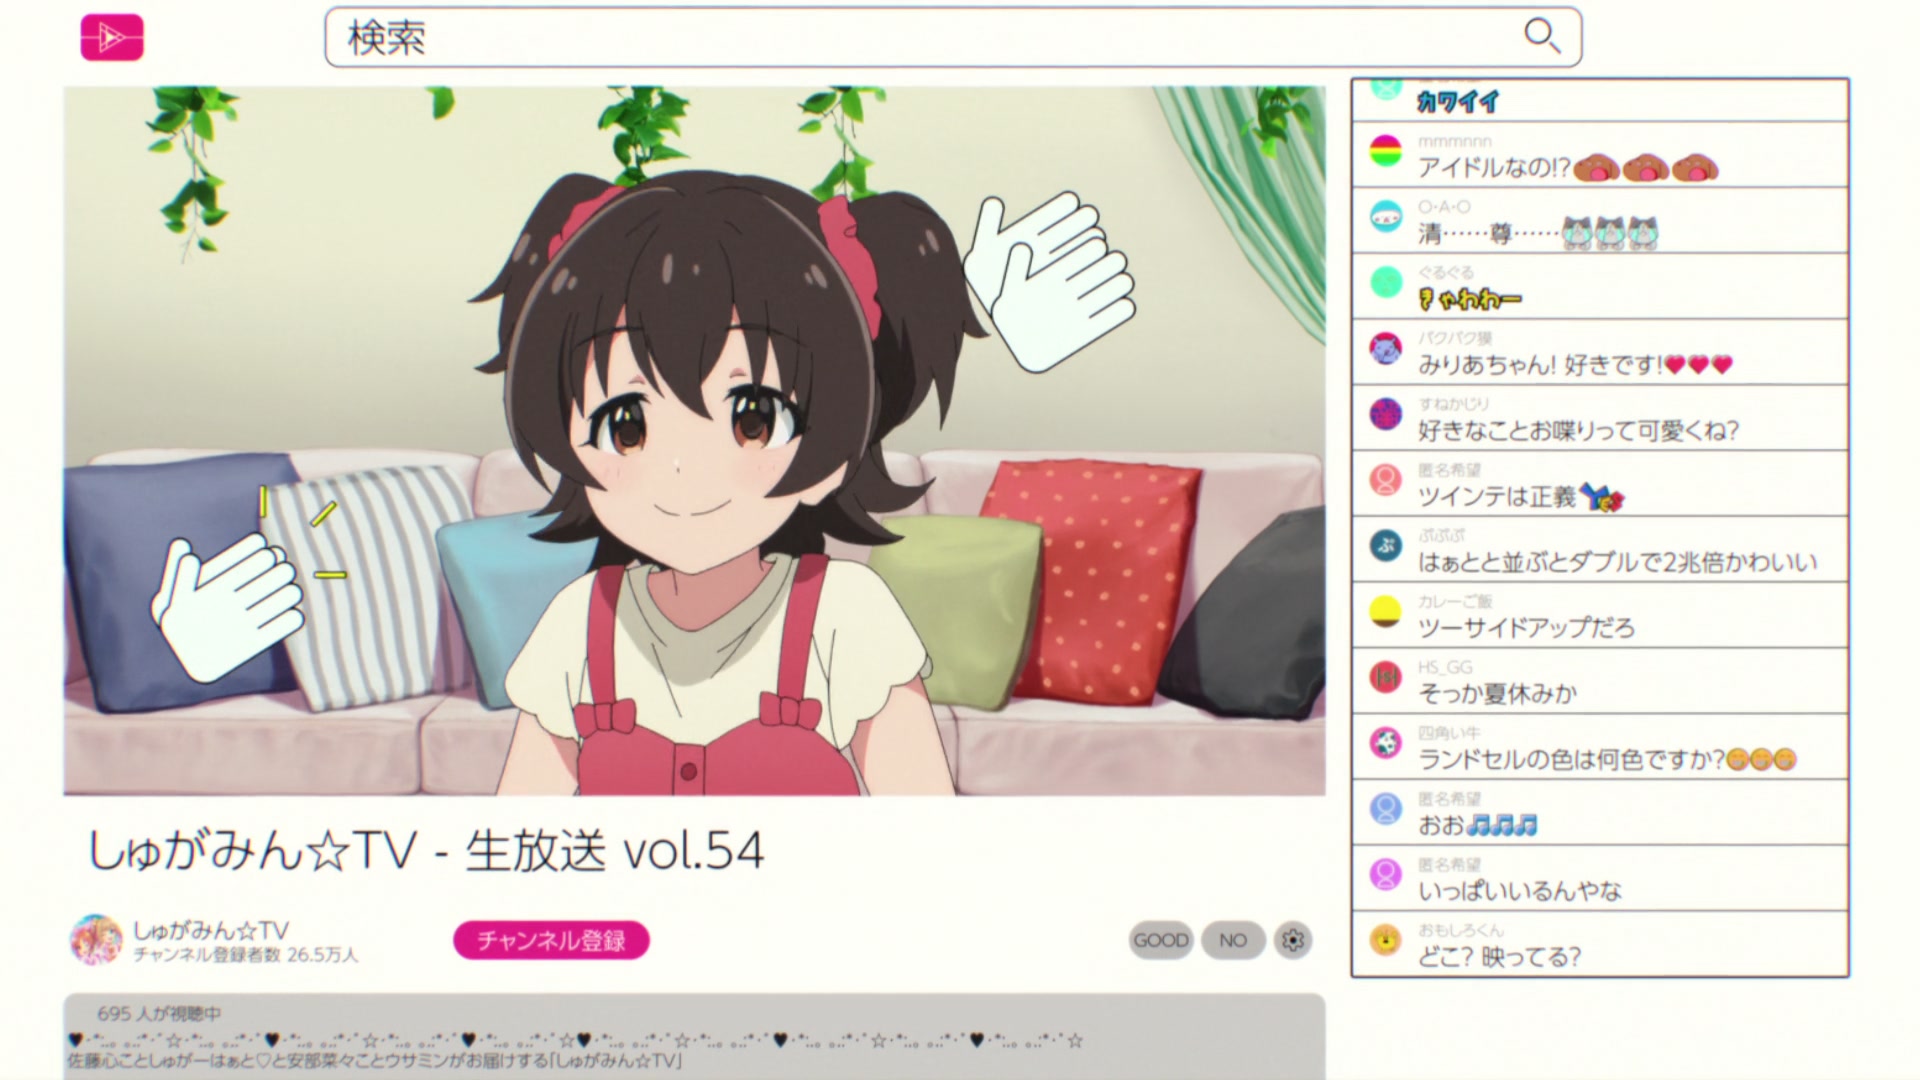 検索
カワイイ
mmmnnn
アイドルなの!?
O・A・O
清……尊……
ぐるぐる
きゃわわー
バクバク獏
みりあちゃん! 好きです!♥♥♥
すねかじり
好きなことお喋りって可愛くね?
匿名希望
ツインテは正義
ぷ
ぷぷぷ
はぁとと並ぶとダブルで2兆倍かわいい
カレーご飯
ツーサイドアップだろ
HS_GG
そっか夏休みか
四角い牛
ランドセルの色は何色ですか?
匿名希望
おお🎵🎵🎵
匿名希望
いっぱいいるんやな
おもしろくん
どこ? 映ってる?
しゅがみん☆TV - 生放送 vol.54
しゅがみん☆TV
チャンネル登録者数 26.5万人
チャンネル登録
GOOD
NO
695 人が視聴中
佐藤心ことしゅがーはぁと♡と安部菜々ことウサミンがお届けする「しゅがみん☆TV」